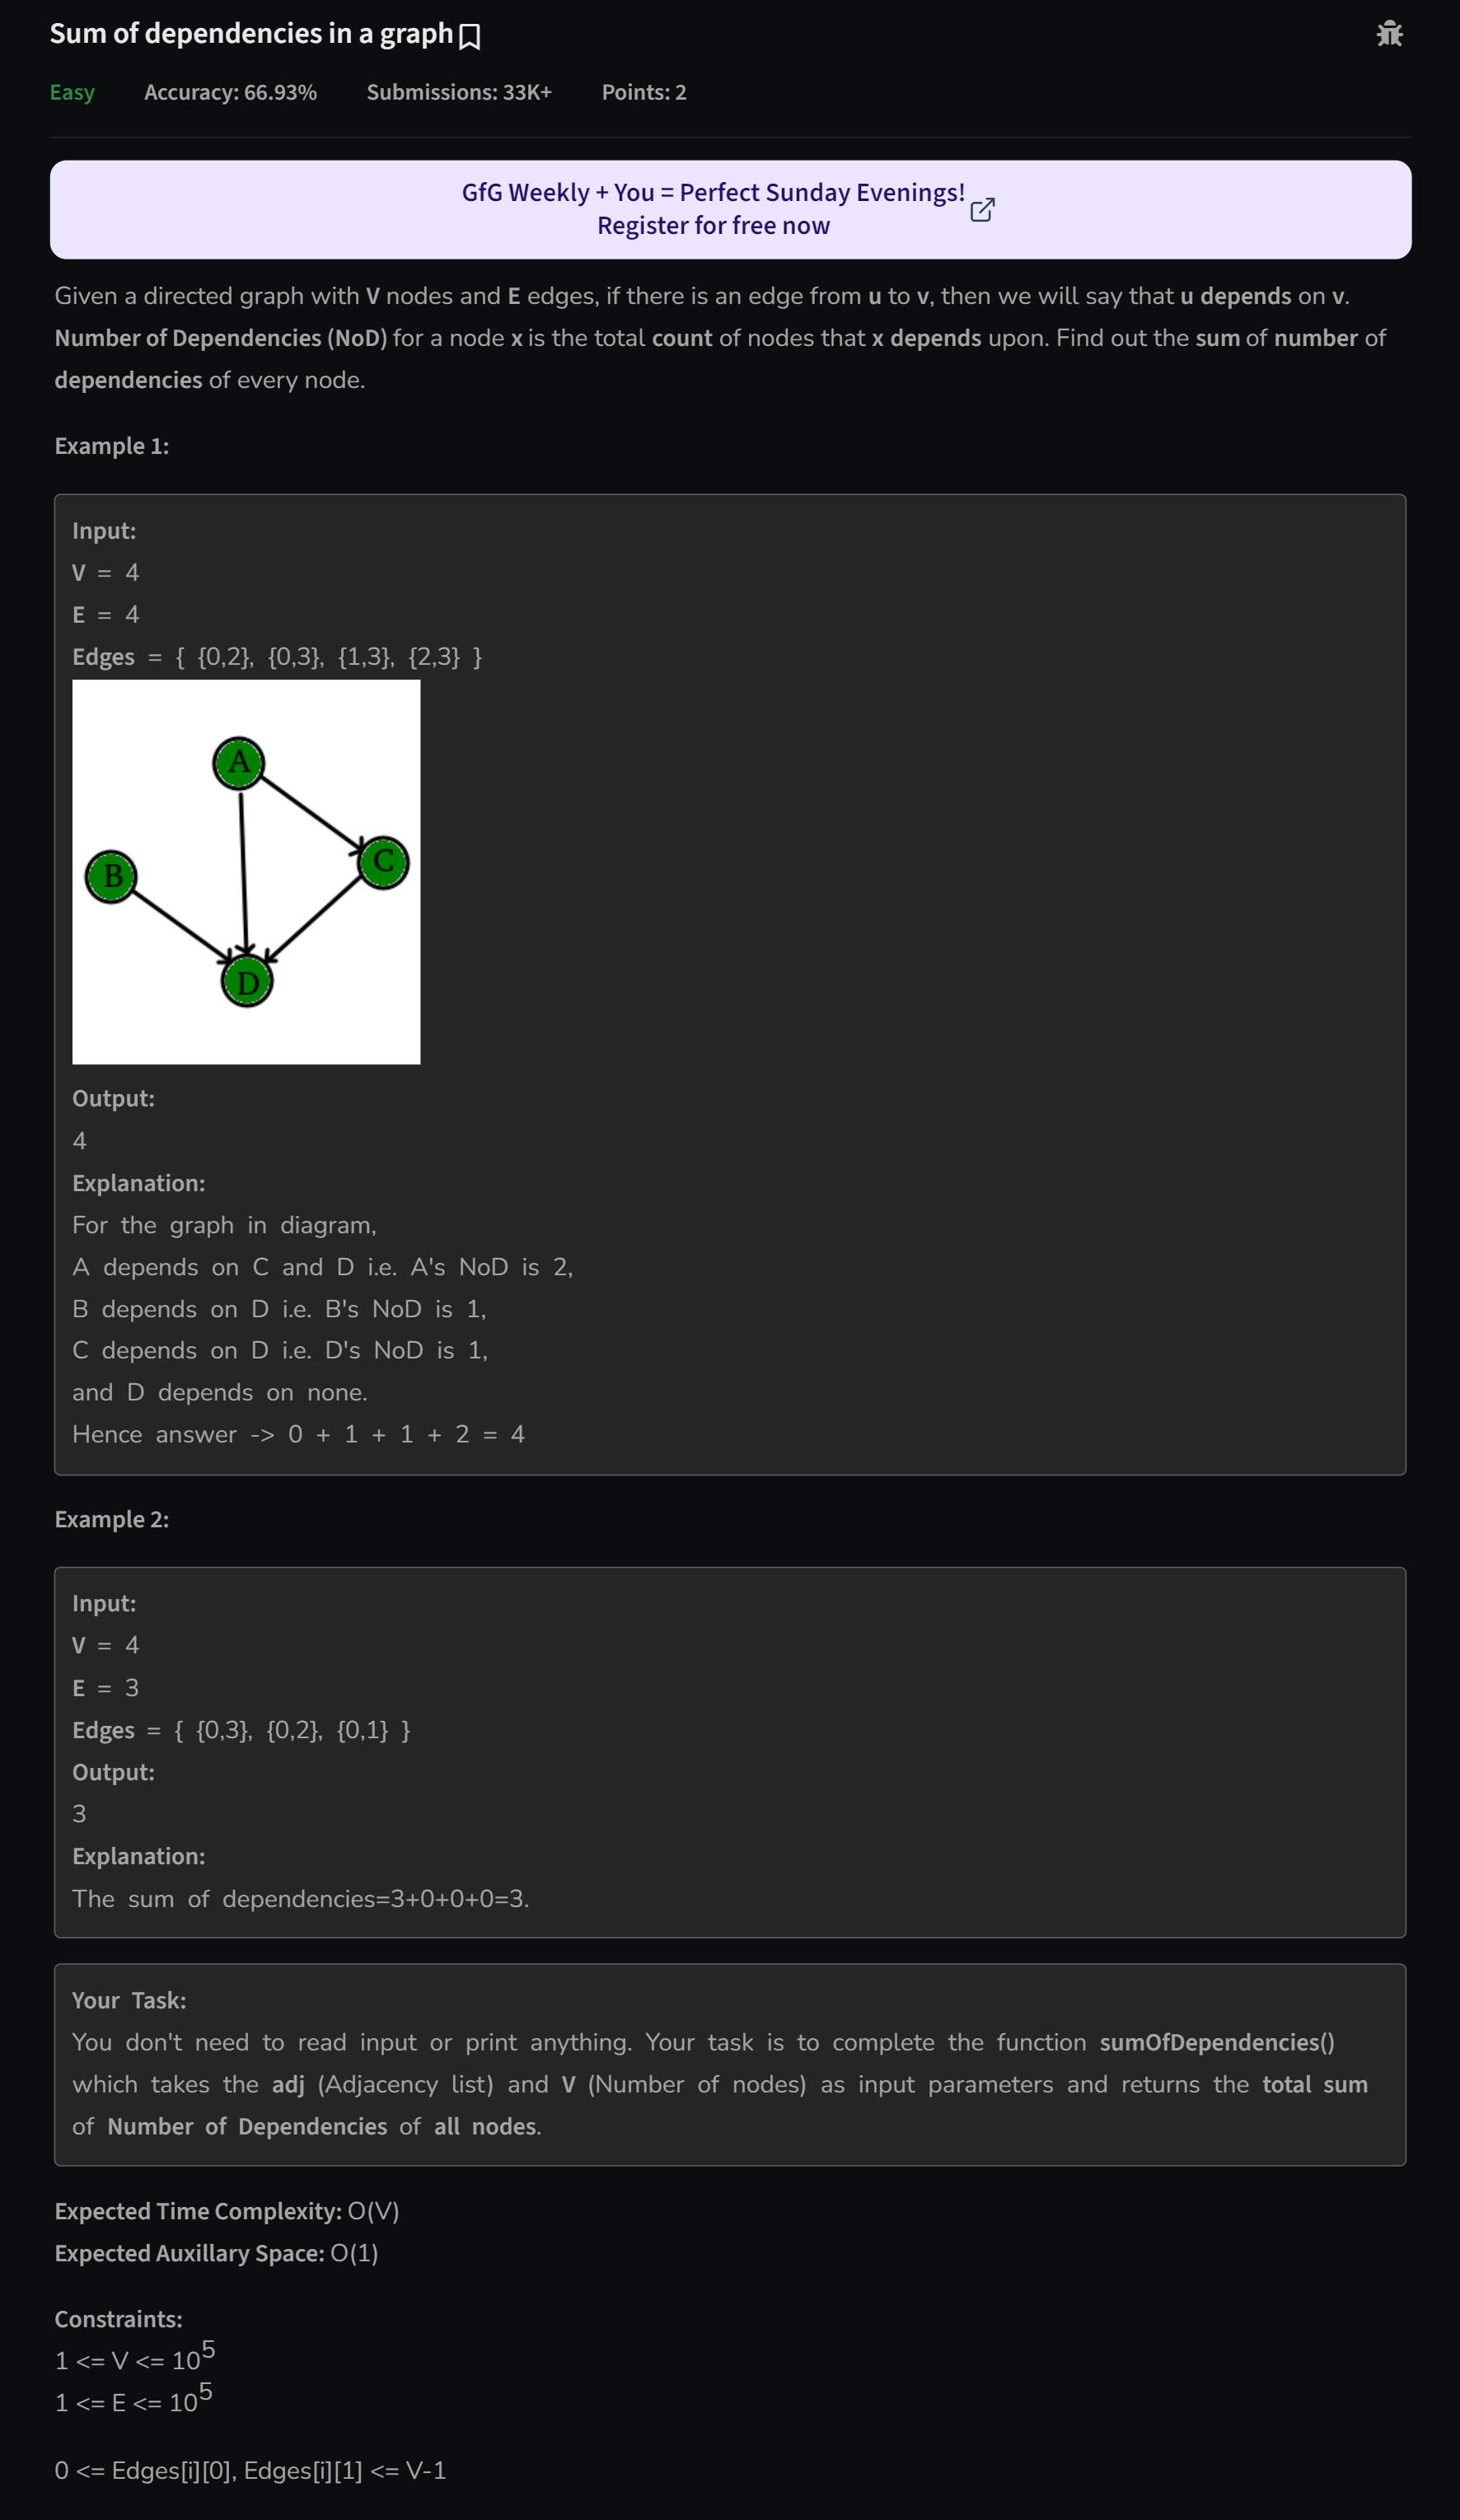 Sum of dependencies in a graph
Easy Accuracy: 66.93% Submissions: 33K+ Points: 2
GfG Weekly + You = Perfect Sunday Evenings!
Register for free now
Given a directed graph with V nodes and E edges, if there is an edge from u to v, then we will say that u depends on v.
Number of Dependencies (NoD) for a node x is the total count of nodes that x depends upon. Find out the sum of number of
dependencies of every node.
Example 1:
Input:
V = 4
E = 4
Edges = { {0,2}, {0,3}, {1,3}, {2,3} }
A
C
B
D
Output:
4
Explanation:
For the graph in diagram,
A depends on C and D i.e. A's NoD is 2,
B depends on D i.e. B's NoD is 1,
C depends on D i.e. D's NoD is 1,
and D depends on none.
Hence answer -> 0 + 1 + 1 + 2 = 4
Example 2:
Input:
V = 4
E = 3
Edges = { {0,3}, {0,2}, {0,1} }
Output:
3
Explanation:
The sum of dependencies=3+0+0+0=3.
Your Task:
You don't need to read input or print anything. Your task is to complete the function sumOfDependencies()
which takes the adj (Adjacency list) and V (Number of nodes) as input parameters and returns the total sum
of Number of Dependencies of all nodes.
Expected Time Complexity: O(V)
Expected Auxillary Space: O(1)
Constraints:
1 <= V <= 10^5
1 <= E <= 10^5
0 <= Edges[i][0], Edges[i][1] <= V-1